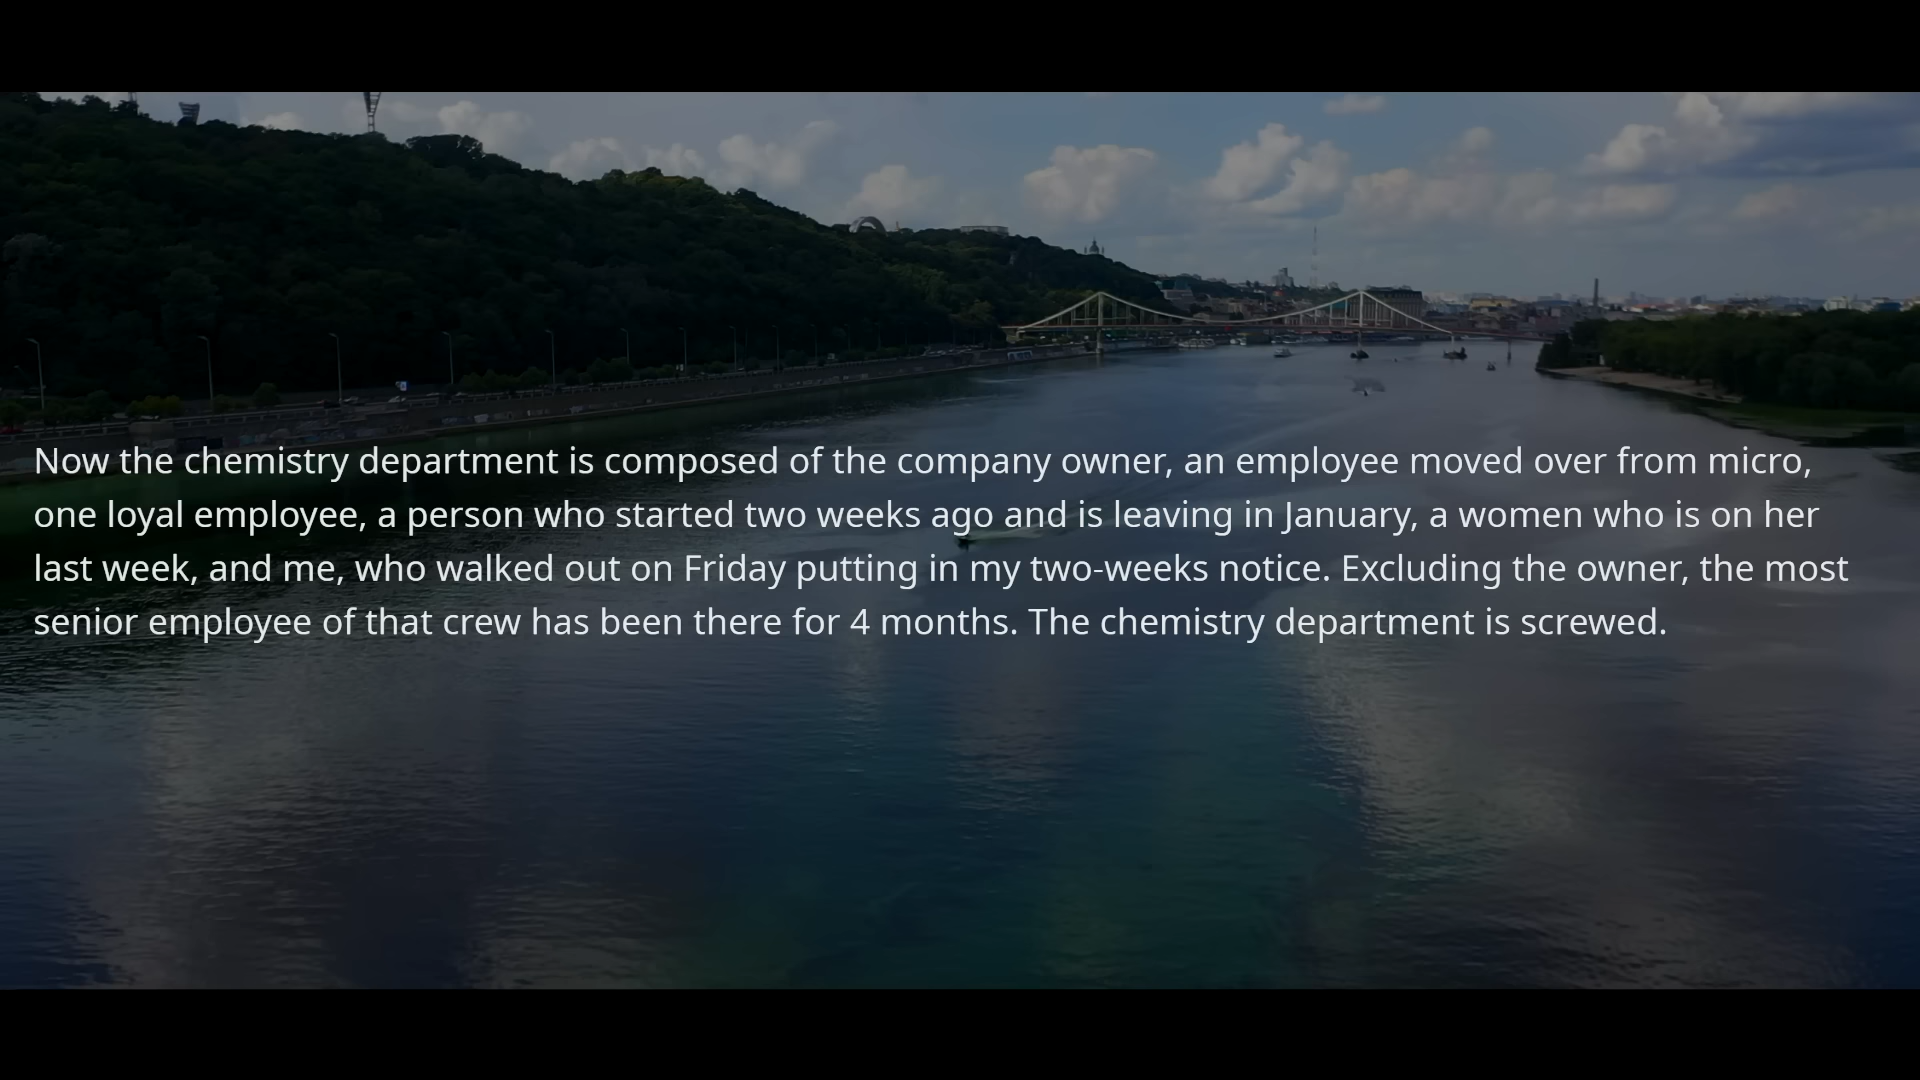 Now the chemistry department is composed of the company owner, an employee moved over from micro,
one loyal employee, a person who started two weeks ago and is leaving in January, a women who is on her
last week, and me, who walked out on Friday putting in my two-weeks notice. Excluding the owner, the most
senior employee of that crew has been there for 4 months. The chemistry department is screwed.